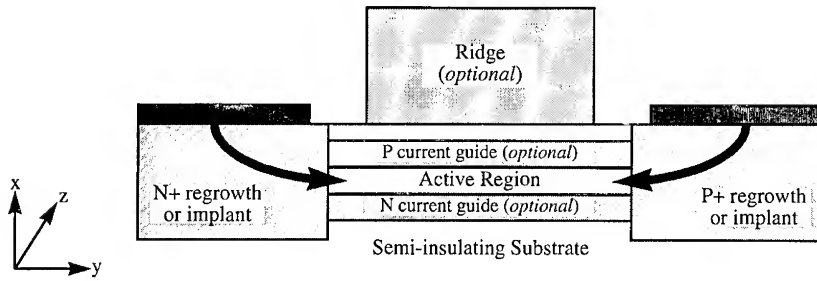 Ridge
(optional)
P current guide (optional)
Active Region
N current guide (optional)
N+ regrowth
or implant
P+ regrowth
or implant
Semi-insulating Substrate
x
z
y